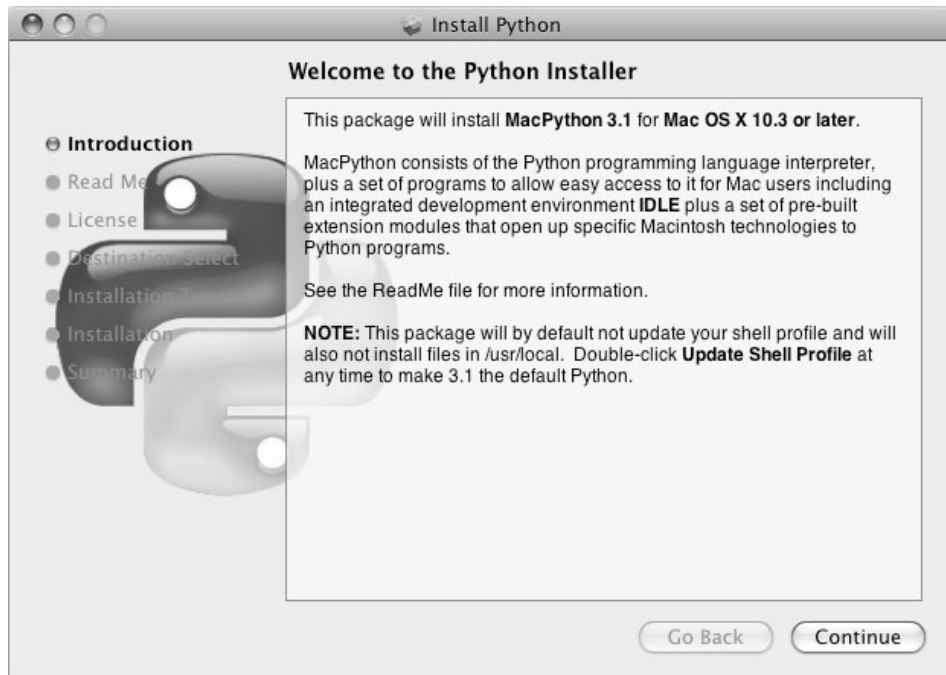 Install Python
Welcome to the Python Installer
Introduction
Read Me
License
Destination Select
Installation
Installation
Summary
This package will install MacPython 3.1 for Mac OS X 10.3 or later.
MacPython consists of the Python programming language interpreter,
plus a set of programs to allow easy access to it for Mac users including
an integrated development environment IDLE plus a set of pre-built
extension modules that open up specific Macintosh technologies to
Python programs.
See the ReadMe file for more information.
NOTE: This package will by default not update your shell profile and will
also not install files in /usr/local. Double-click Update Shell Profile at
any time to make 3.1 the default Python.
Go Back
Continue